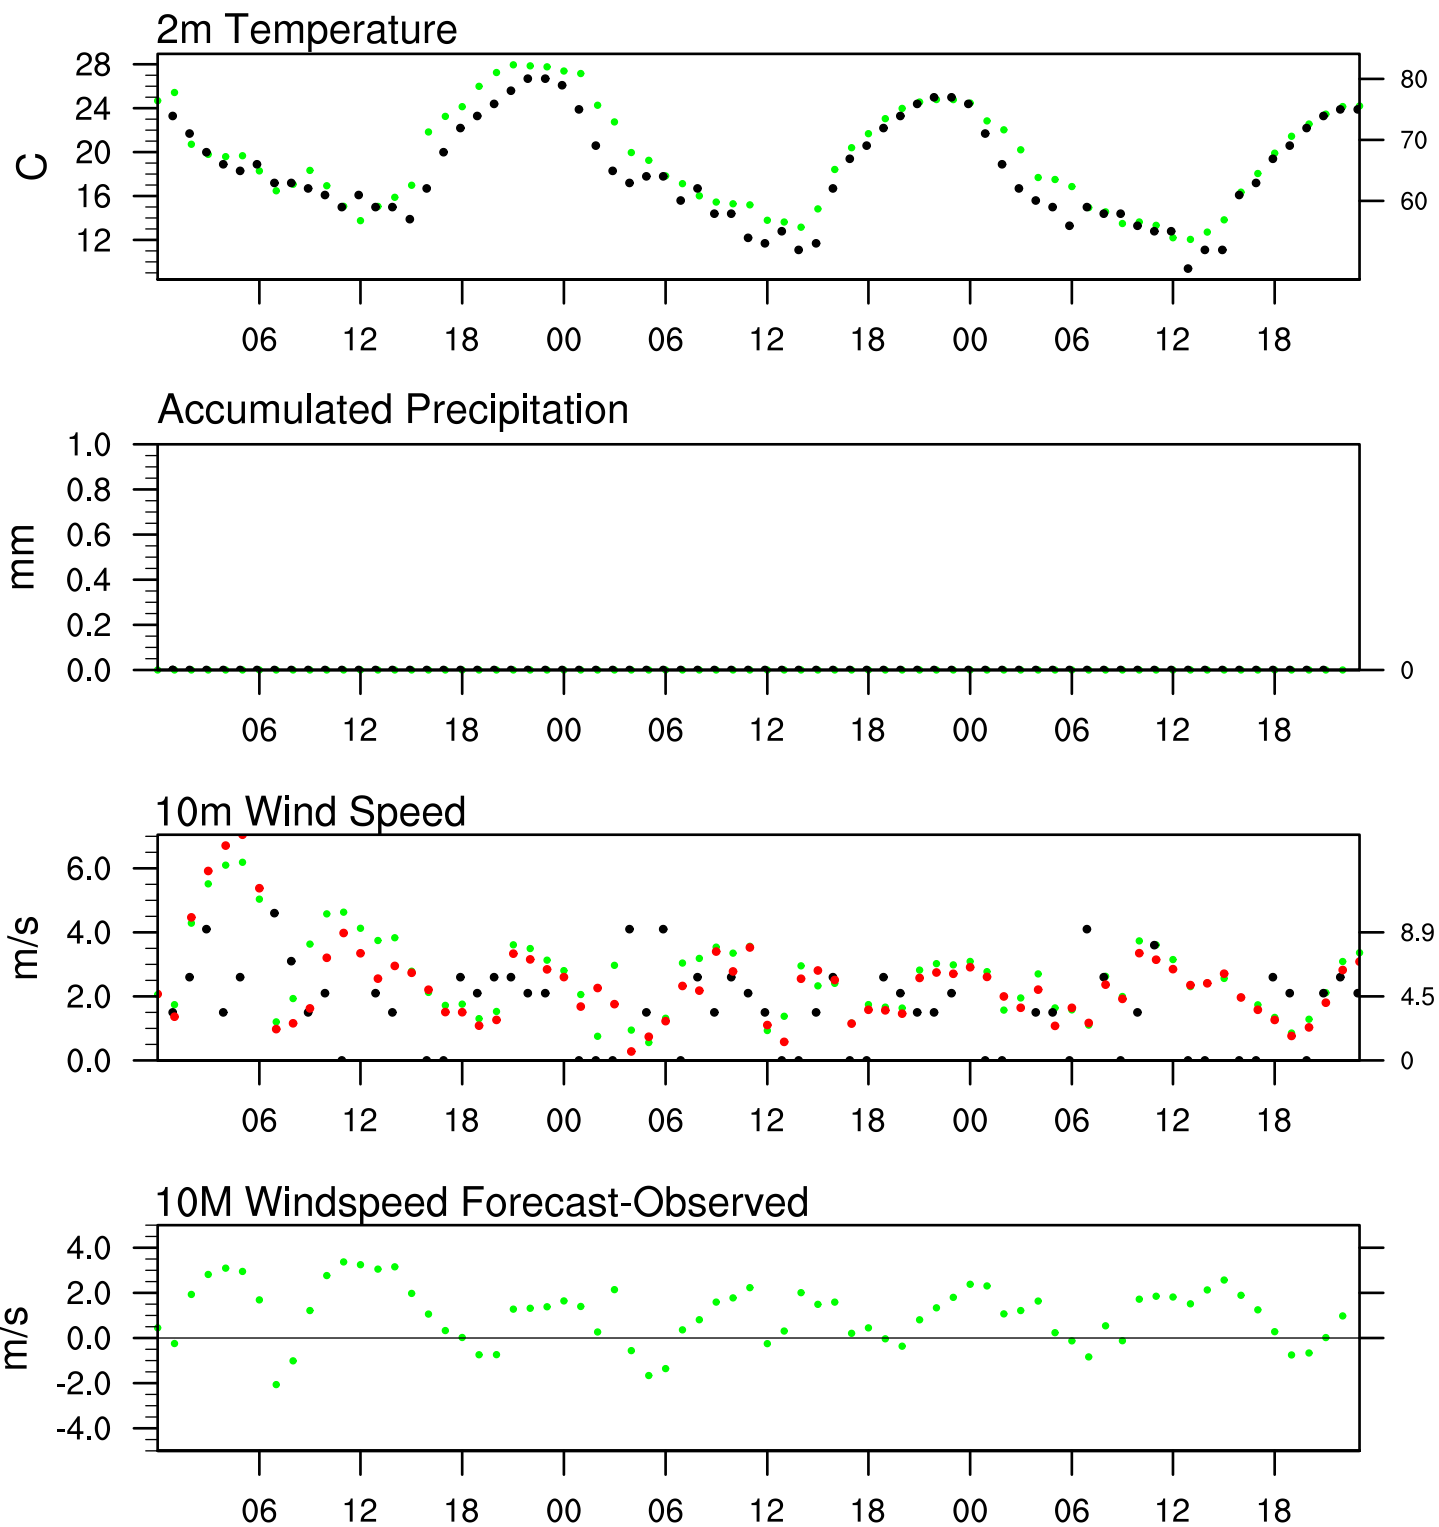 2m Temperature
28
24
20
16
12
C
80
70
60
06 12 18 00 06 12 18 00 06 12 18
Accumulated Precipitation
1.0
0.8
0.6
0.4
0.2
0.0
mm
0
06 12 18 00 06 12 18 00 06 12 18
10m Wind Speed
6.0
4.0
2.0
0.0
m/s
8.9
4.5
0
06 12 18 00 06 12 18 00 06 12 18
10M Windspeed Forecast-Observed
4.0
2.0
0.0
-2.0
-4.0
m/s
06 12 18 00 06 12 18 00 06 12 18